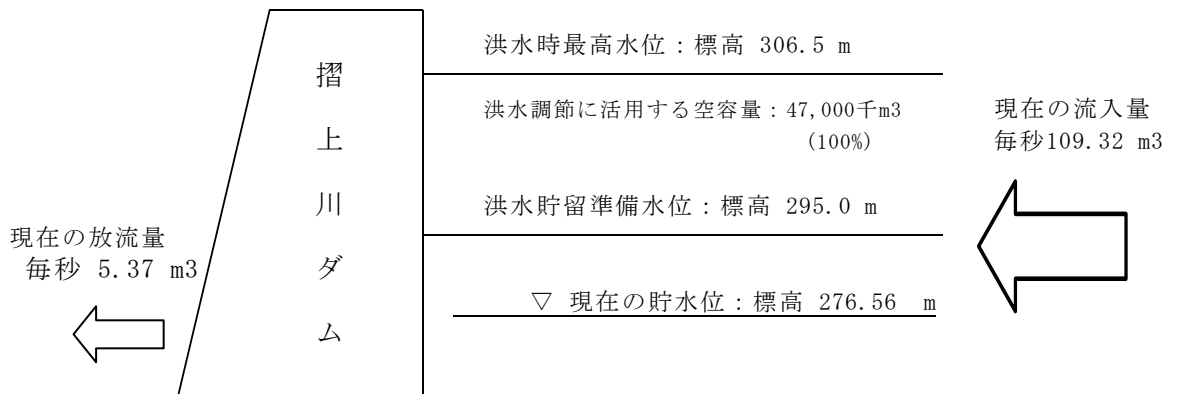 洪水時最高水位：標高 306.5 m
摺上川ダム
洪水調節に活用する空容量：47,000千m3
(100%)
現在の流入量
毎秒109.32 m3
洪水貯留準備水位：標高 295.0 m
現在の放流量
毎秒 5.37 m3
▽ 現在の貯水位：標高 276.56 m